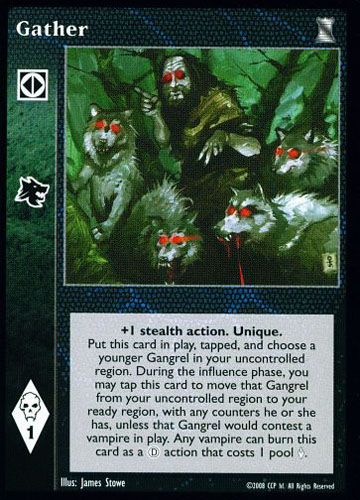 Gather
+1 stealth action. Unique.
Put this card in play, tapped, and choose a
younger Gangrel in your uncontrolled
region. During the influence phase, you
may tap this card to move that Gangrel
from your uncontrolled region to your
ready region, with any counters he or she
has, unless that Gangrel would contest a
vampire in play. Any vampire can burn this
card as a Ⓓ action that costs 1 pool.
1
Illus: James Stowe
©2008 CCP hf. All Rights Reserved